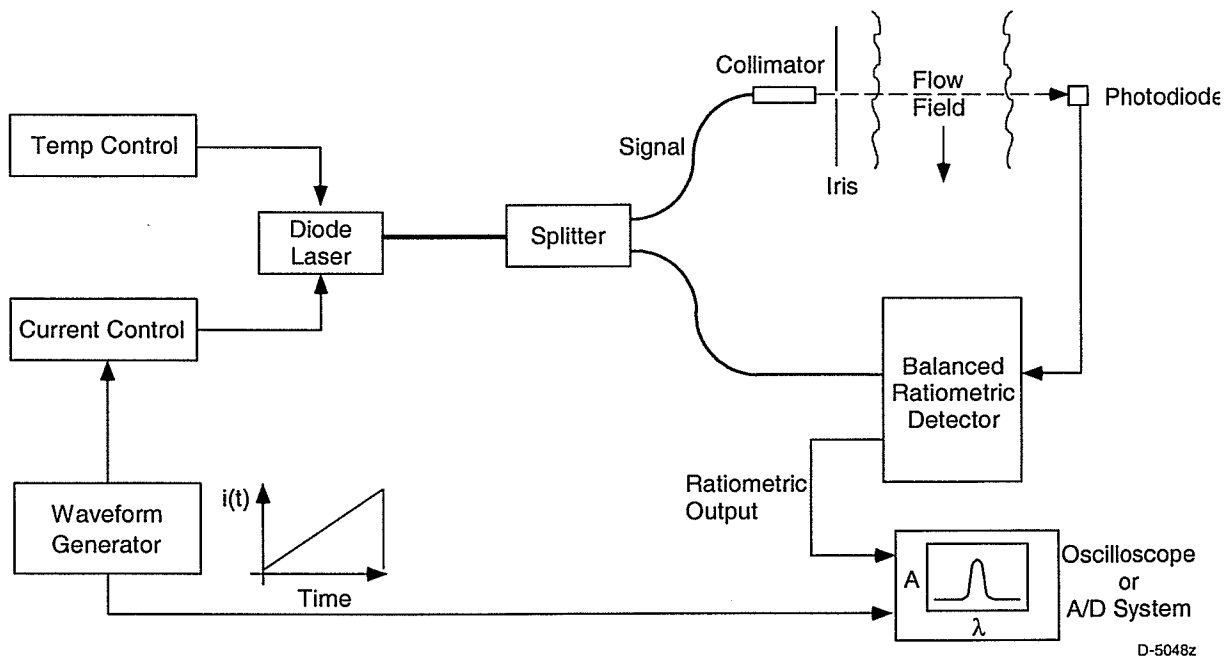 Collimator
Flow
Field
Photodiode
Temp Control
Signal
Iris
Diode
Laser
Splitter
Current Control
Balanced
Ratiometric
Detector
Waveform
Generator
i(t)
Time
Ratiometric
Output
A
λ
Oscilloscope
or
A/D System
D-5048z